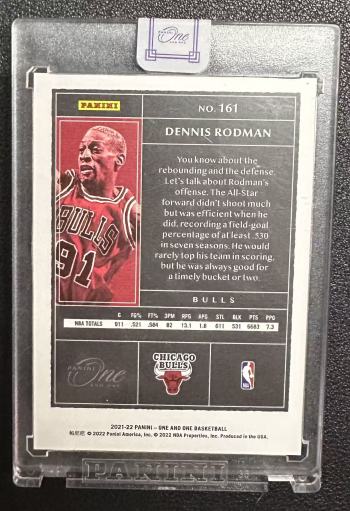 PANINI
One
AND ONE
PANINI
NO. 161
DENNIS RODMAN
BULLS
91
You know about the
rebounding and the defense.
Let's talk about Rodman's
offense. The All-Star
forward didn't shoot much
but was efficient when he
did, recording a field-goal
percentage of at least .530
in seven seasons. He would
rarely top his team in scoring,
but he was always good for
a timely bucket or two.
BULLS
G FG% FT% 3PM RPG APG STL BLK PTS PPG
NBA TOTALS 911 .521 .584 82 13.1 1.8 611 531 6683 7.3
PANINI
One
AND ONE
CHICAGO
BULLS
NBA
2021-22 PANINI – ONE AND ONE BASKETBALL
© 2022 Panini America, Inc. © 2022 NBA Properties, Inc. Produced in the USA.
PANINI